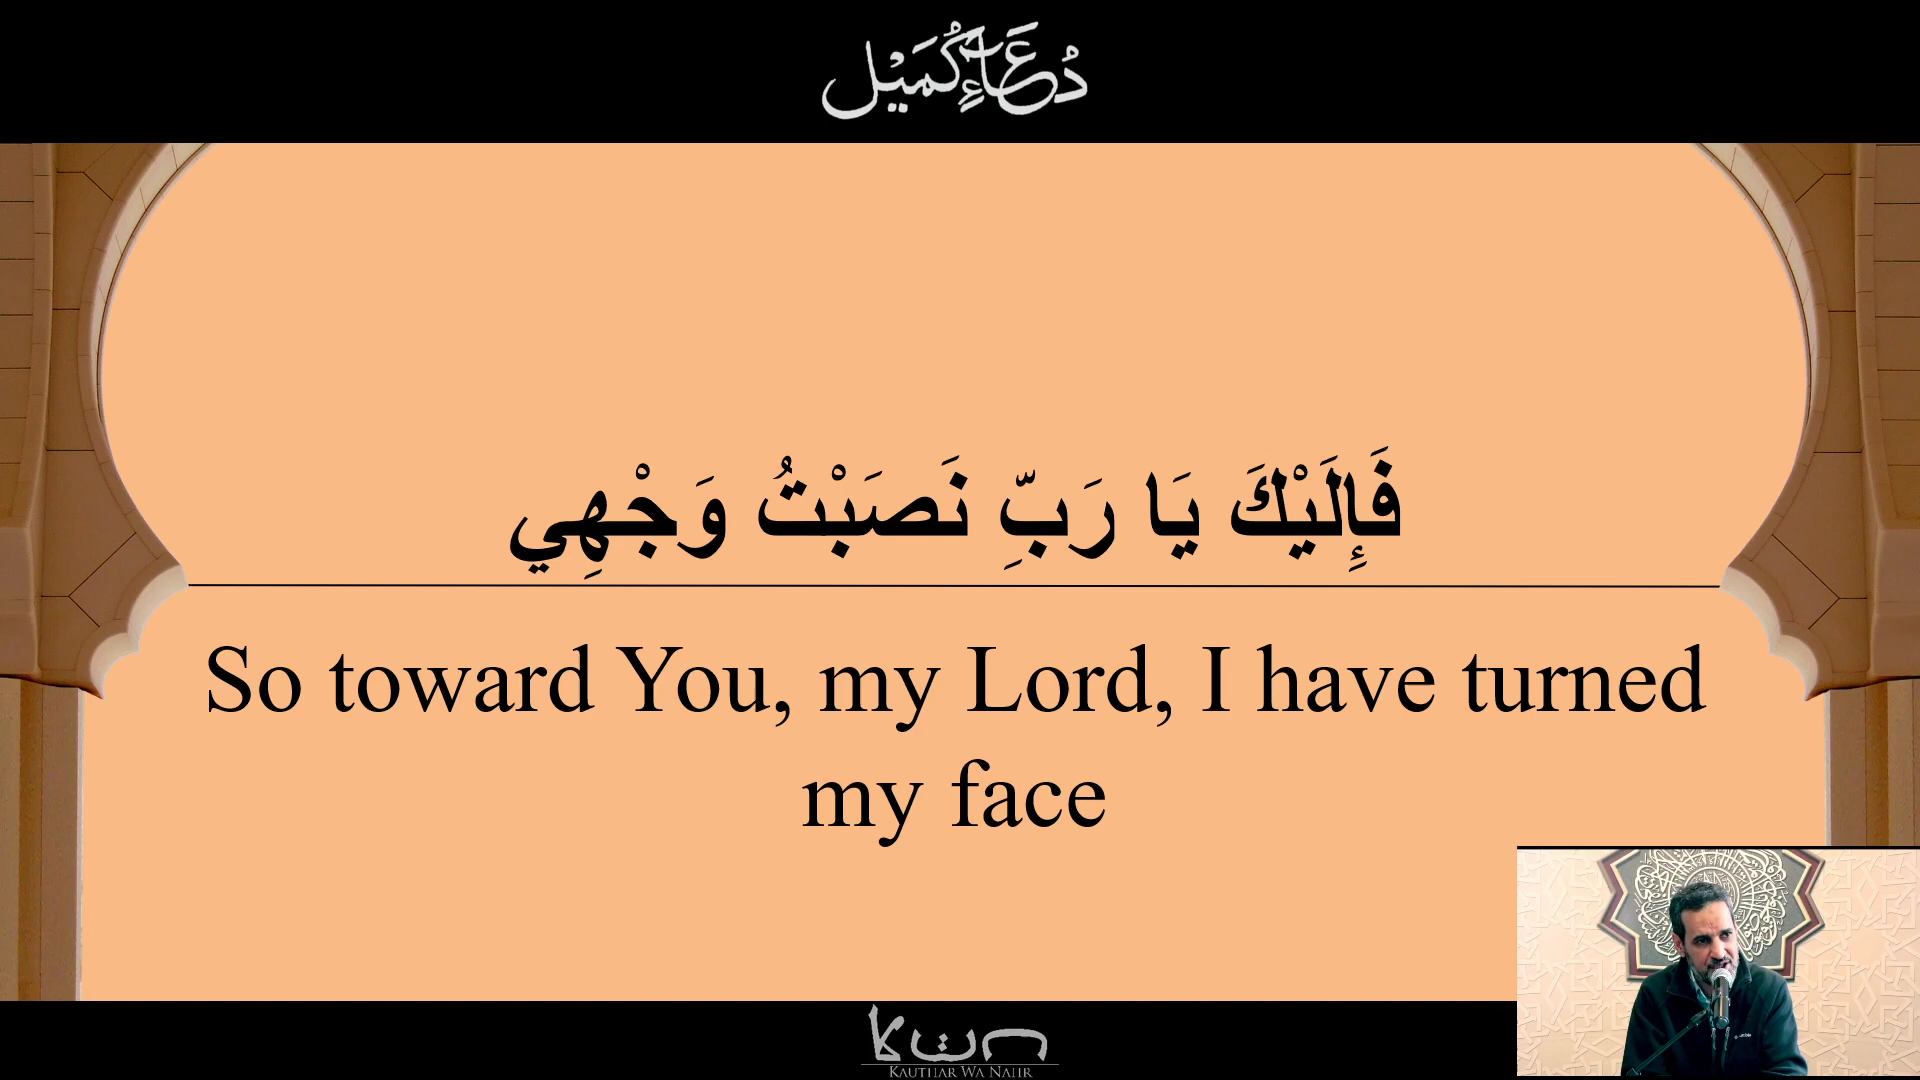 دُعَاءُ كُمَيْل
فَإِلَيْكَ يَا رَبِّ نَصَبْتُ وَجْهِي
So toward You, my Lord, I have turned
my face
KAUTHAR WA NAHR